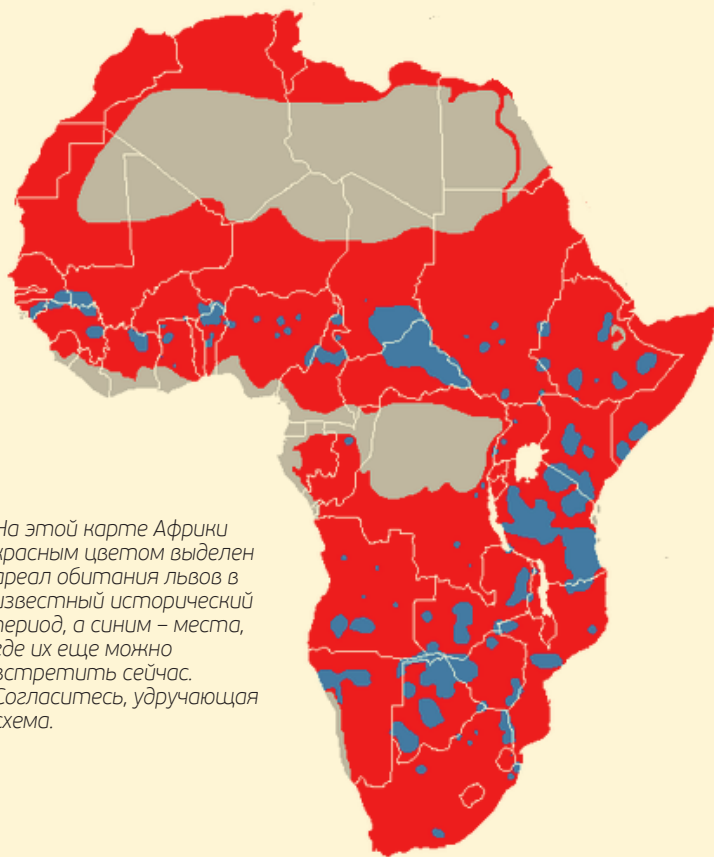 На этой карте Африки
красным цветом выделен
ареал обитания львов в
известный исторический
период, а синим – места,
где их еще можно
встретить сейчас.
Согласитесь, удручающая
схема.